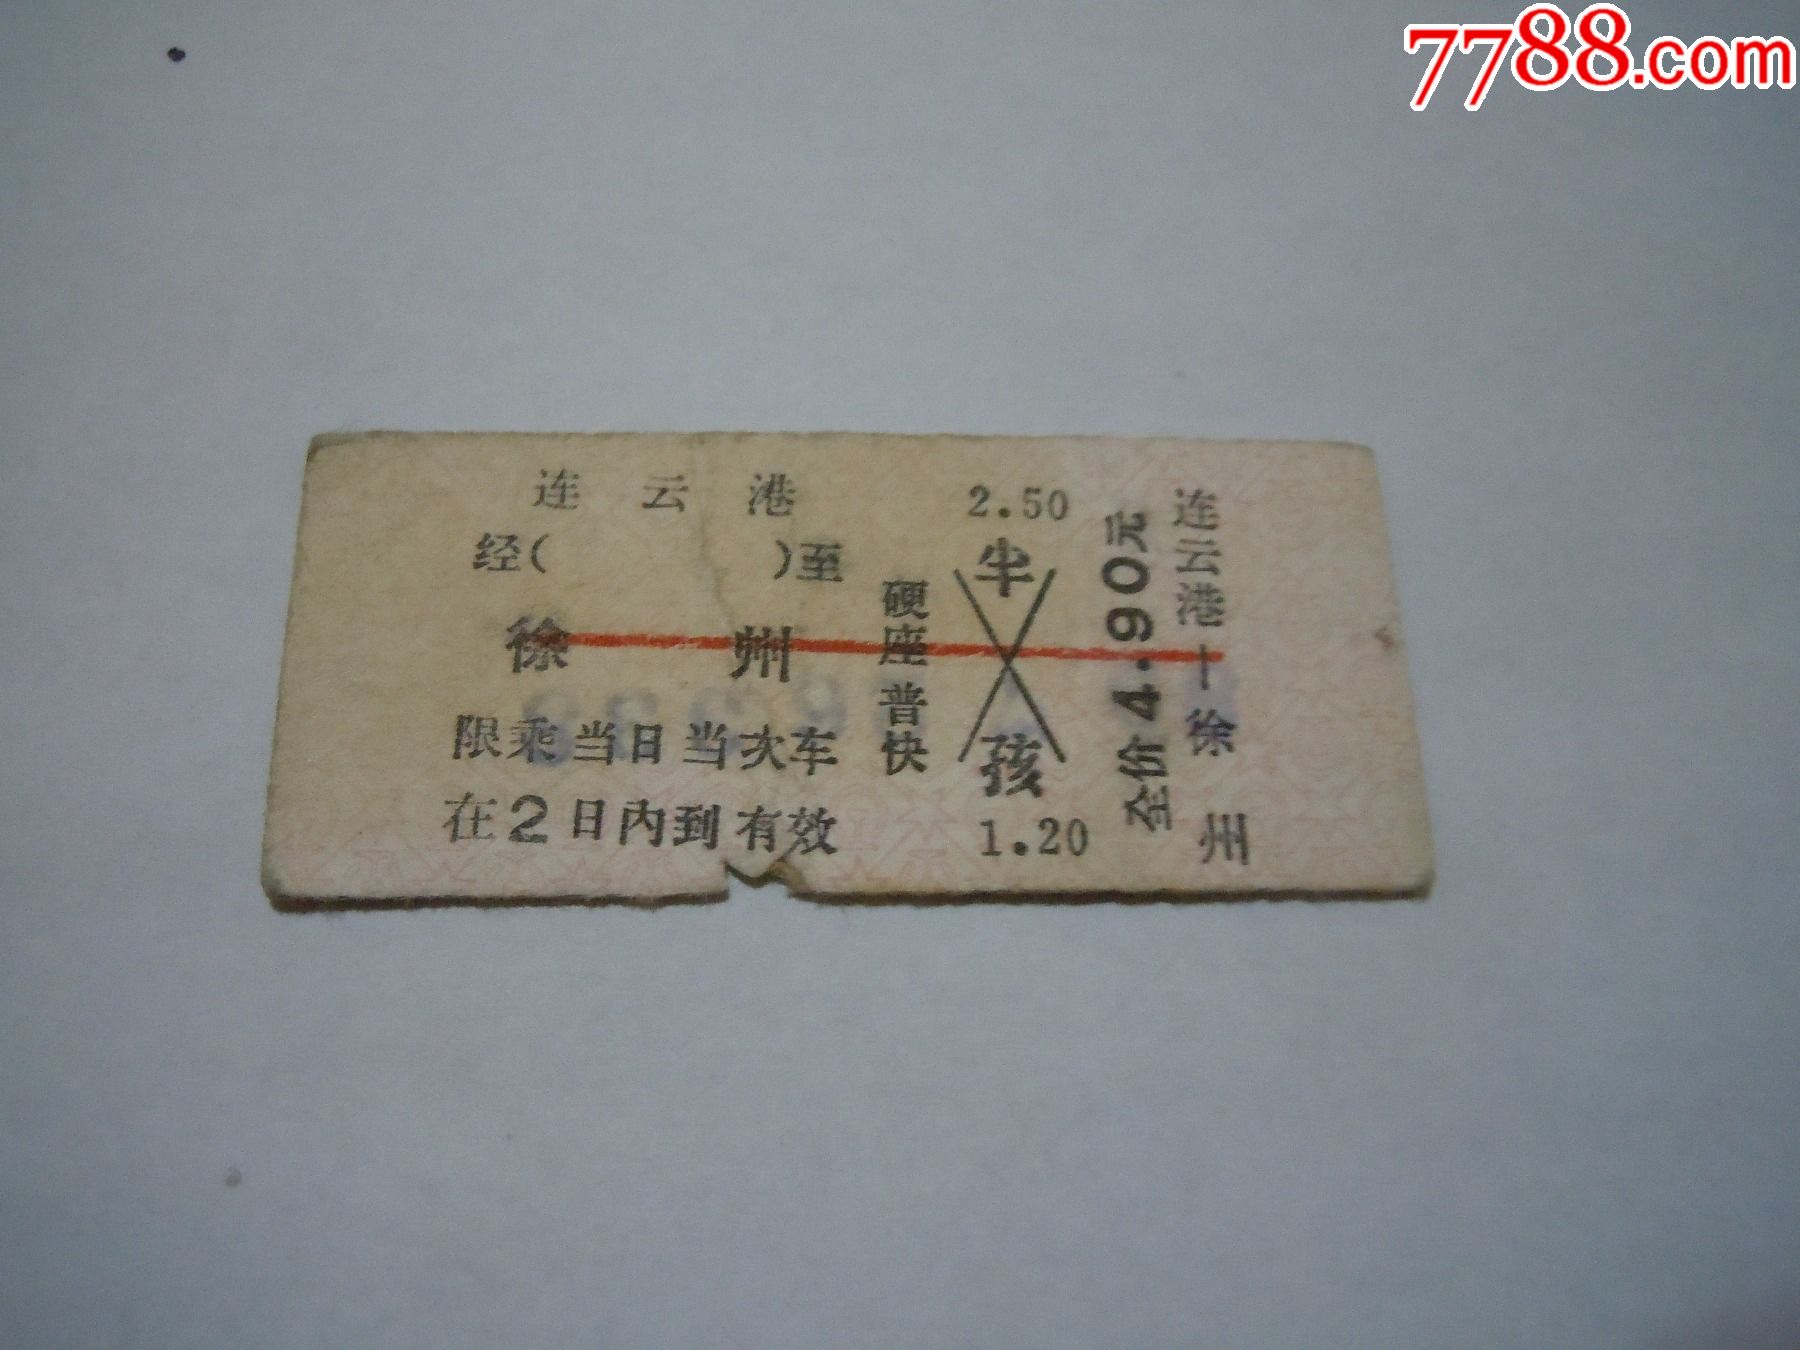 7788.com
连云港
经( )至
徐州
限乘当日当次车
在2日内到有效
硬座普快
2.50
半
孩
1.20
全价4.90元
连云港—徐州